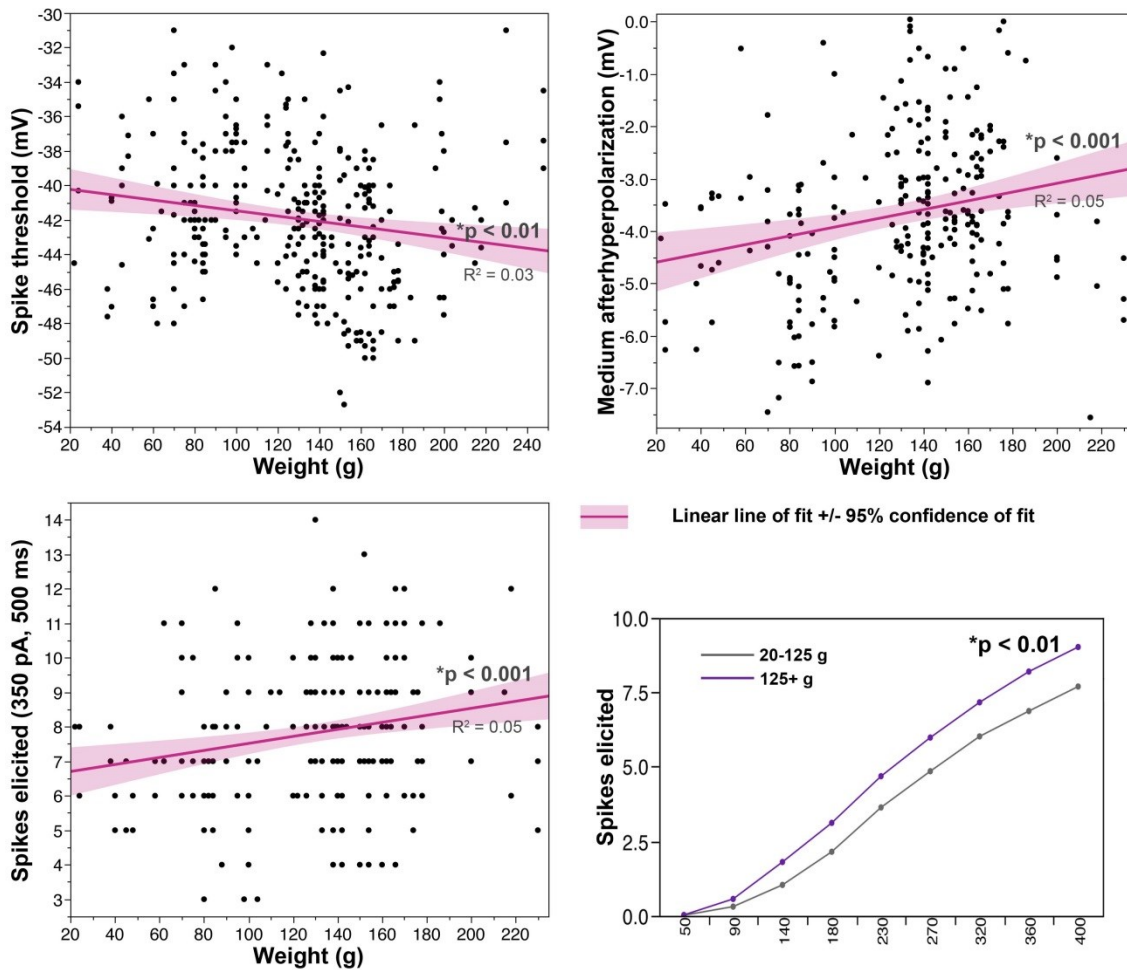 Spike threshold (mV)
-30
-32
-34
-36
-38
-40
-42
-44
-46
-48
-50
-52
-54
*p < 0.01
R² = 0.03
20 40 60 80 100 120 140 160 180 200 220 240
Weight (g)
Medium afterhyperpolarization (mV)
0.0
-1.0
-2.0
-3.0
-4.0
-5.0
-6.0
-7.0
*p < 0.001
R² = 0.05
20 40 60 80 100 120 140 160 180 200 220
Weight (g)
Spikes elicited (350 pA, 500 ms)
14
13
12
11
10
9
8
7
6
5
4
3
*p < 0.001
R² = 0.05
20 40 60 80 100 120 140 160 180 200 220
Weight (g)
Linear line of fit +/- 95% confidence of fit
Spikes elicited
10.0
7.5
5.0
2.5
0.0
20-125 g
125+ g
*p < 0.01
50 90 140 180 230 270 320 360 400